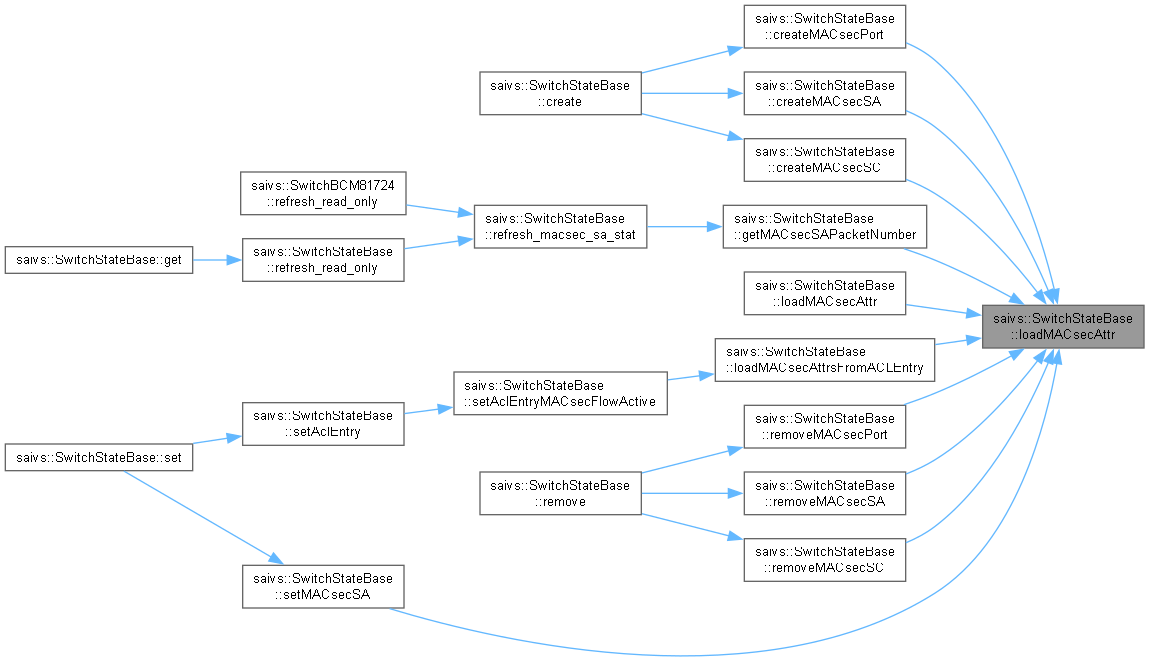 saivs::SwitchStateBase
::createMACsecPort
saivs::SwitchStateBase
::create
saivs::SwitchStateBase
::createMACsecSA
saivs::SwitchStateBase
::createMACsecSC
saivs::SwitchBCM81724
::refresh_read_only
saivs::SwitchStateBase
::refresh_macsec_sa_stat
saivs::SwitchStateBase
::getMACsecSAPacketNumber
saivs::SwitchStateBase::get
saivs::SwitchStateBase
::refresh_read_only
saivs::SwitchStateBase
::loadMACsecAttr
saivs::SwitchStateBase
::loadMACsecAttr
saivs::SwitchStateBase
::loadMACsecAttrsFromACLEntry
saivs::SwitchStateBase
::setAclEntryMACsecFlowActive
saivs::SwitchStateBase
::setAclEntry
saivs::SwitchStateBase
::removeMACsecPort
saivs::SwitchStateBase::set
saivs::SwitchStateBase
::remove
saivs::SwitchStateBase
::removeMACsecSA
saivs::SwitchStateBase
::removeMACsecSC
saivs::SwitchStateBase
::setMACsecSA